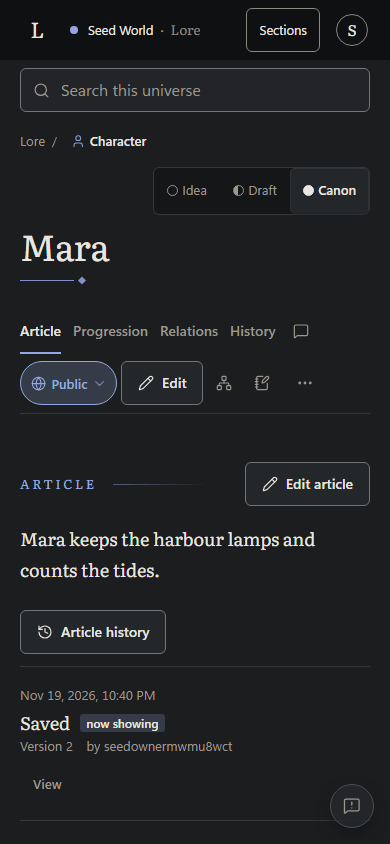 L Seed World · Lore Sections S
Search this universe
Lore / Character
Idea Draft Canon
Mara
Article Progression Relations History
Public Edit
ARTICLE Edit article
Mara keeps the harbour lamps and
counts the tides.
Article history
Nov 19, 2026, 10:40 PM
Saved now showing
Version 2 by seedownermwmu8wct
View